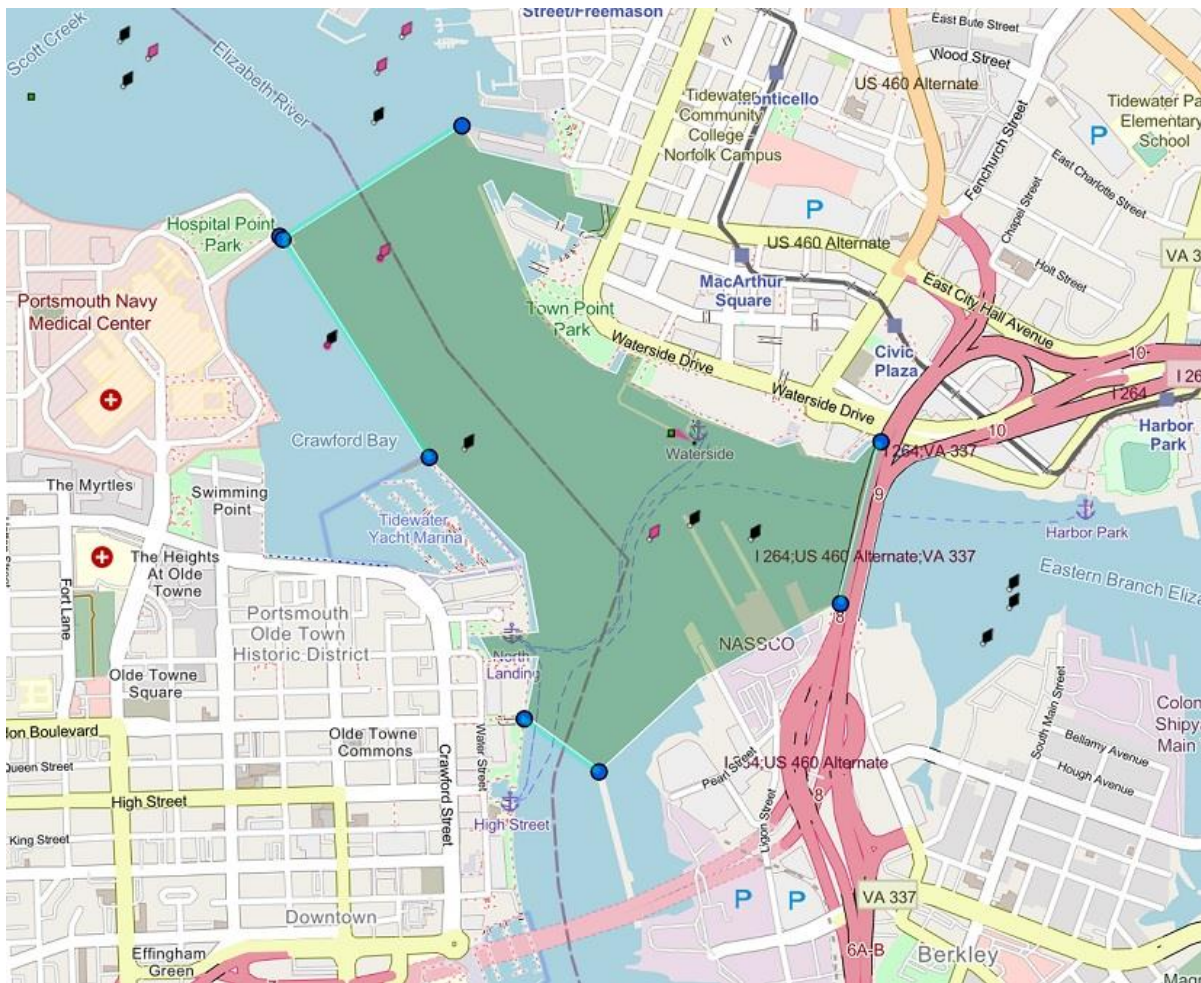 Street/Freemason
East Bute Street
Scott Creek
Elizabeth River
Wood Street
US 460 Alternate
Monticello
Tidewater
Community
College -
Norfolk Campus
Fenchurch Street
Tidewater Pa
Elementary
School
P
East Charlotte Street
Chapel Street
P
Hospital Point
Park
US 460 Alternate
VA 3
Holt Street
MacArthur
Square
East City Hall Avenue
Portsmouth Navy
Medical Center
Town Point
Park
Waterside Drive
Civic
Plaza
10
I 26
I 264
Waterside Drive
10
Harbor
Park
Crawford Bay
Waterside
I 264;VA 337
The Myrtles
Swimming
Point
9
Tidewater
Yacht Marina
Harbor Park
The Heights
At Olde
Towne
I 264;US 460 Alternate;VA 337
Eastern Branch Eliza
Fort Lane
Portsmouth
Olde Town
Historic District
8
NASSCO
North
Landing
Olde Towne
Square
South Main Street
Colon
Shipya
Main
don Boulevard
Olde Towne
Commons
Water Street
Crawford Street
Bellamy Avenue
Queen Street
Pearl Street
US 460 Alternate
Hough Avenue
8
High Street
High Street
Ligon Street
King Street
P
P
VA 337
Downtown
Effingham
Green
6A-B
Berkley